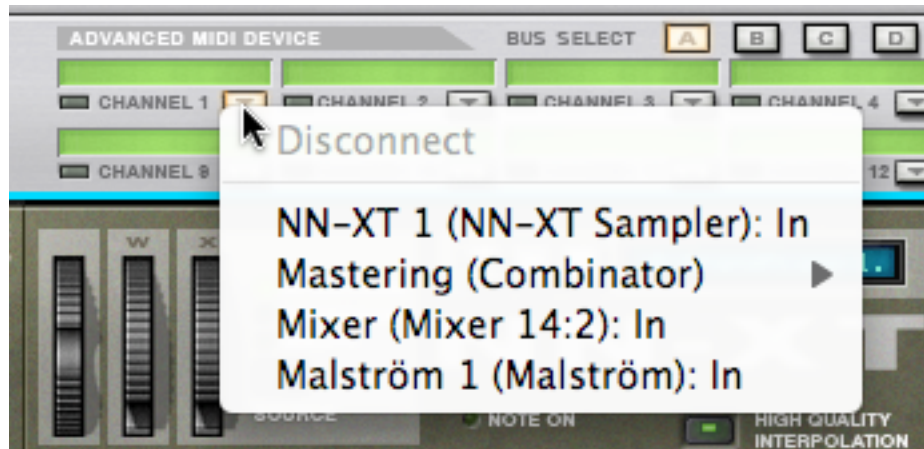 ADVANCED MIDI DEVICE BUS SELECT A B C D
CHANNEL 1 CHANNEL 2 CHANNEL 3 CHANNEL 4
Disconnect
CHANNEL 9 12
NN-XT 1 (NN-XT Sampler): In
W X
Mastering (Combinator)
Mixer (Mixer 14:2): In
Malström 1 (Malström): In
SOURCE NOTE ON HIGH QUALITY
INTERPOLATION